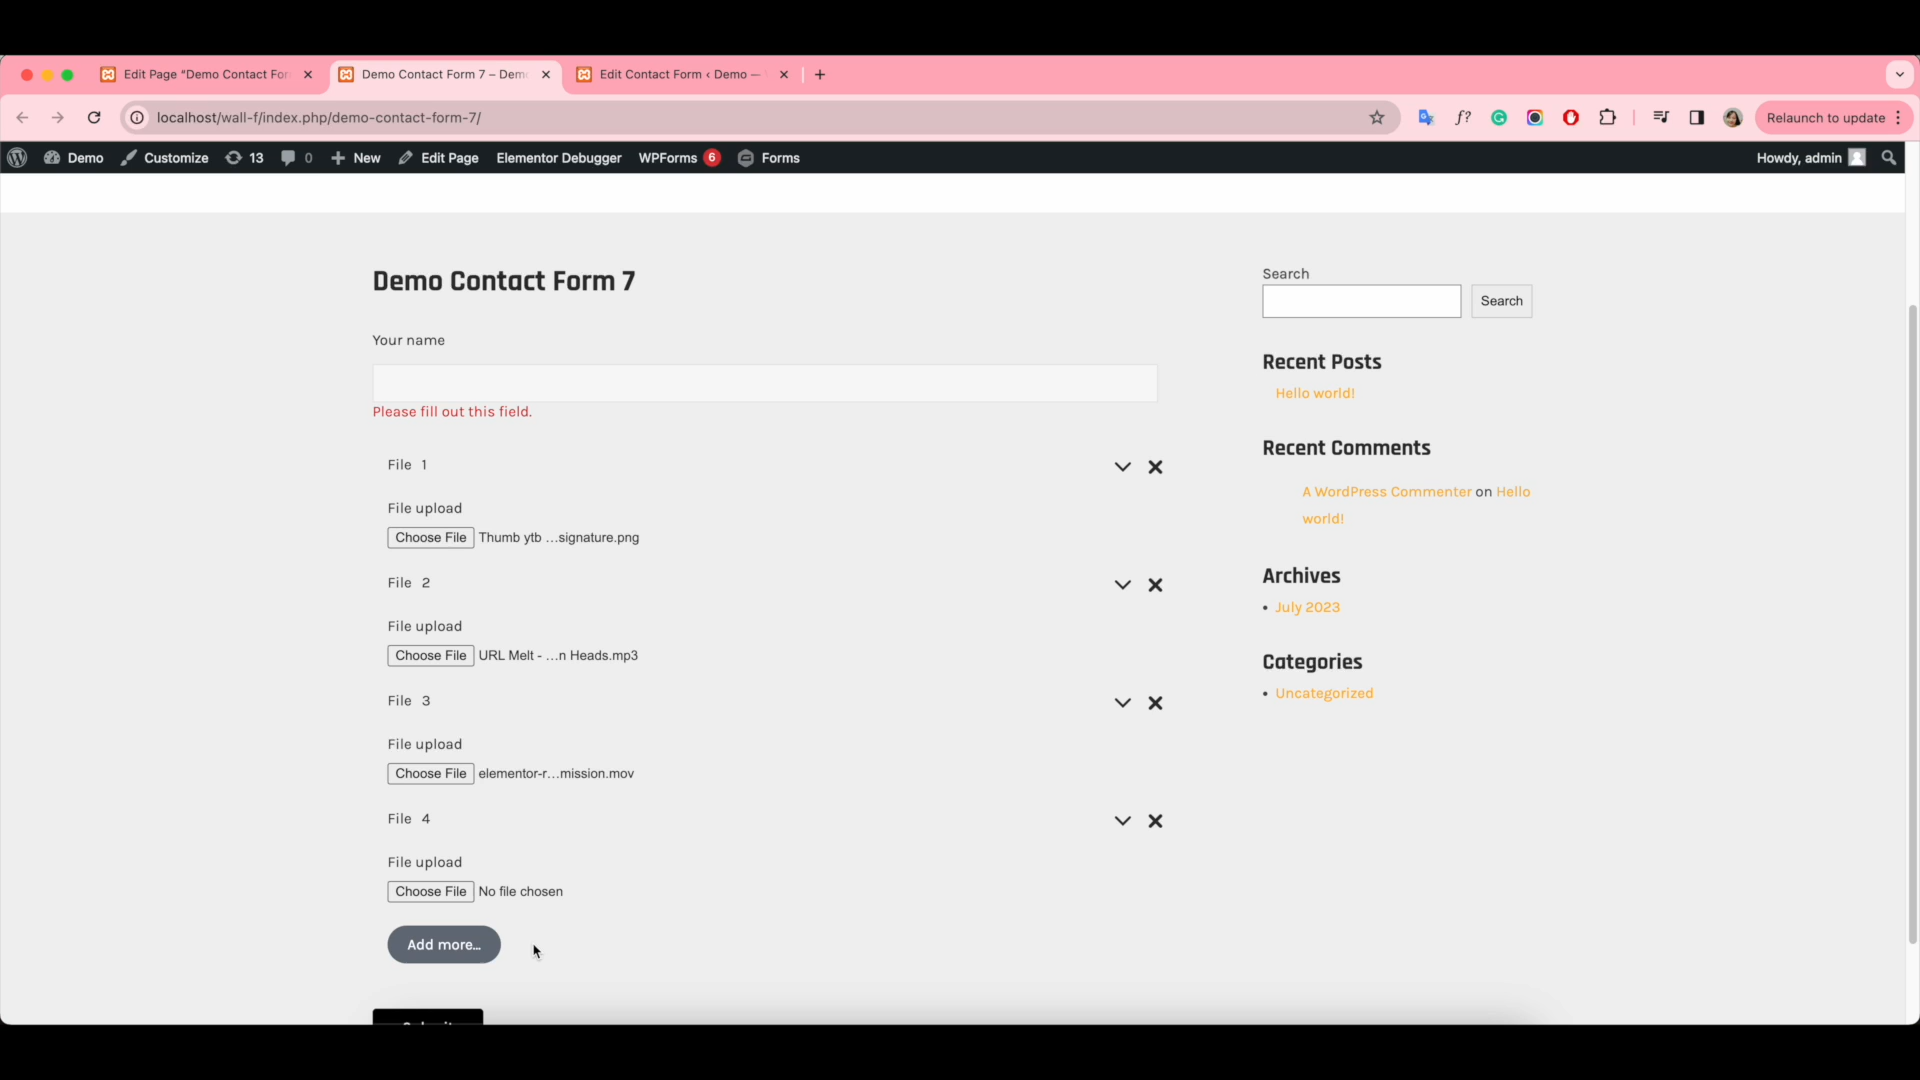 Edit Page "Demo Contact For
Demo Contact Form 7 – Dem
Edit Contact Form ‹ Demo —
localhost/wall-f/index.php/demo-contact-form-7/
f?
Relaunch to update
Demo
Customize
13
0
New
Edit Page
Elementor Debugger
WPForms 6
Forms
Howdy, admin
Demo Contact Form 7
Your name
Please fill out this field.
File 1
File upload
Choose File Thumb ytb ...signature.png
File 2
File upload
Choose File URL Melt - ...n Heads.mp3
File 3
File upload
Choose File elementor-r...mission.mov
File 4
File upload
Choose File No file chosen
Add more...
Search
Search
Recent Posts
Hello world!
Recent Comments
A WordPress Commenter on Hello
world!
Archives
• July 2023
Categories
• Uncategorized